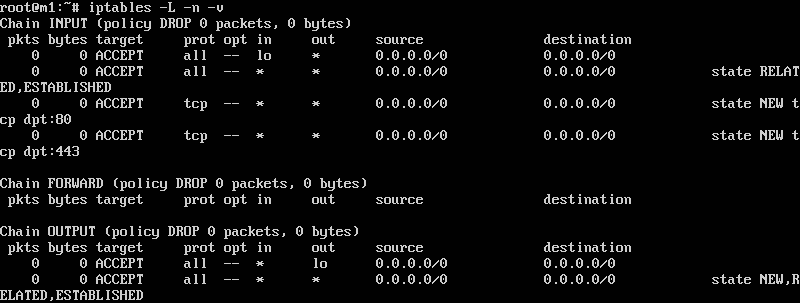 root@m1:~# iptables -L -n -v
Chain INPUT (policy DROP 0 packets, 0 bytes)
 pkts bytes target     prot opt in     out     source               destination
    0     0 ACCEPT     all  --  lo     *       0.0.0.0/0            0.0.0.0/0
    0     0 ACCEPT     all  --  *      *       0.0.0.0/0            0.0.0.0/0            state RELAT
ED,ESTABLISHED
    0     0 ACCEPT     tcp  --  *      *       0.0.0.0/0            0.0.0.0/0            state NEW t
cp dpt:80
    0     0 ACCEPT     tcp  --  *      *       0.0.0.0/0            0.0.0.0/0            state NEW t
cp dpt:443
Chain FORWARD (policy DROP 0 packets, 0 bytes)
 pkts bytes target     prot opt in     out     source               destination
Chain OUTPUT (policy DROP 0 packets, 0 bytes)
 pkts bytes target     prot opt in     out     source               destination
    0     0 ACCEPT     all  --  *      lo      0.0.0.0/0            0.0.0.0/0
    0     0 ACCEPT     all  --  *      *       0.0.0.0/0            0.0.0.0/0            state NEW,R
ELATED,ESTABLISHED